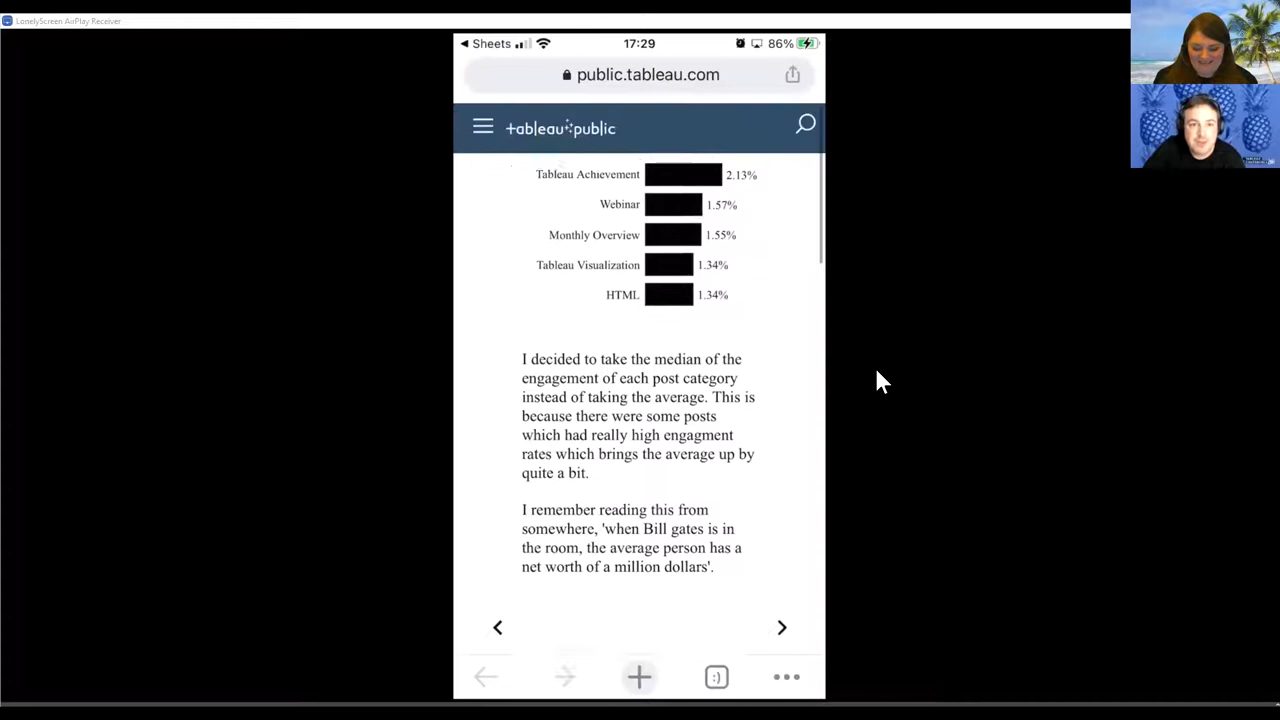 LonelyScreen AirPlay Receiver
Sheets
17:29
86%
public.tableau.com
tableau public
Tableau Achievement 2.13%
Webinar 1.57%
Monthly Overview 1.55%
Tableau Visualization 1.34%
HTML 1.34%
I decided to take the median of the
engagement of each post category
instead of taking the average. This is
because there were some posts
which had really high engagment
rates which brings the average up by
quite a bit.
I remember reading this from
somewhere, 'when Bill gates is in
the room, the average person has a
net worth of a million dollars'.
:)